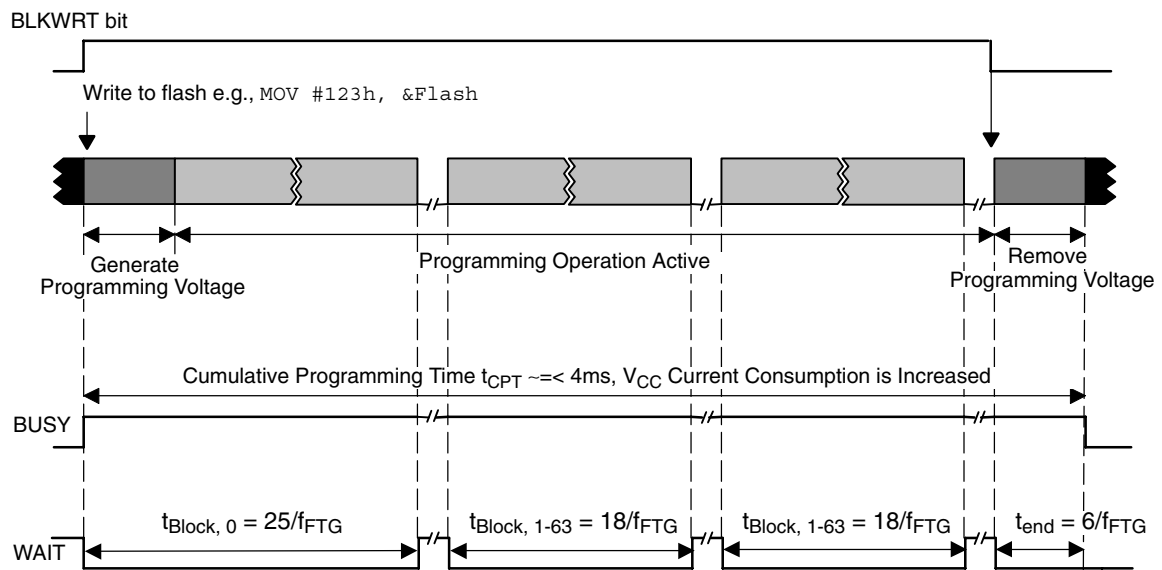 BLKWRT bit
Write to flash e.g., MOV #123h, &Flash
Generate
Programming Voltage
Programming Operation Active
Remove
Programming Voltage
Cumulative Programming Time tCPT ~=< 4ms, VCC Current Consumption is Increased
BUSY
tBlock, 0 = 25/fFTG
tBlock, 1-63 = 18/fFTG
tBlock, 1-63 = 18/fFTG
tend = 6/fFTG
WAIT